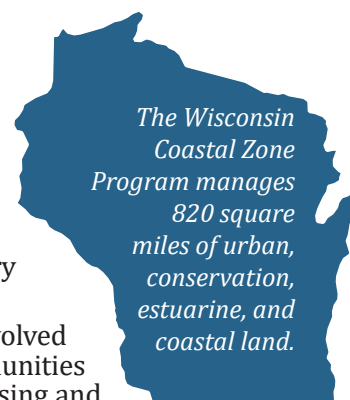 The Wisconsin
Coastal Zone
Program manages
820 square
miles of urban,
conservation,
estuarine, and
coastal land.